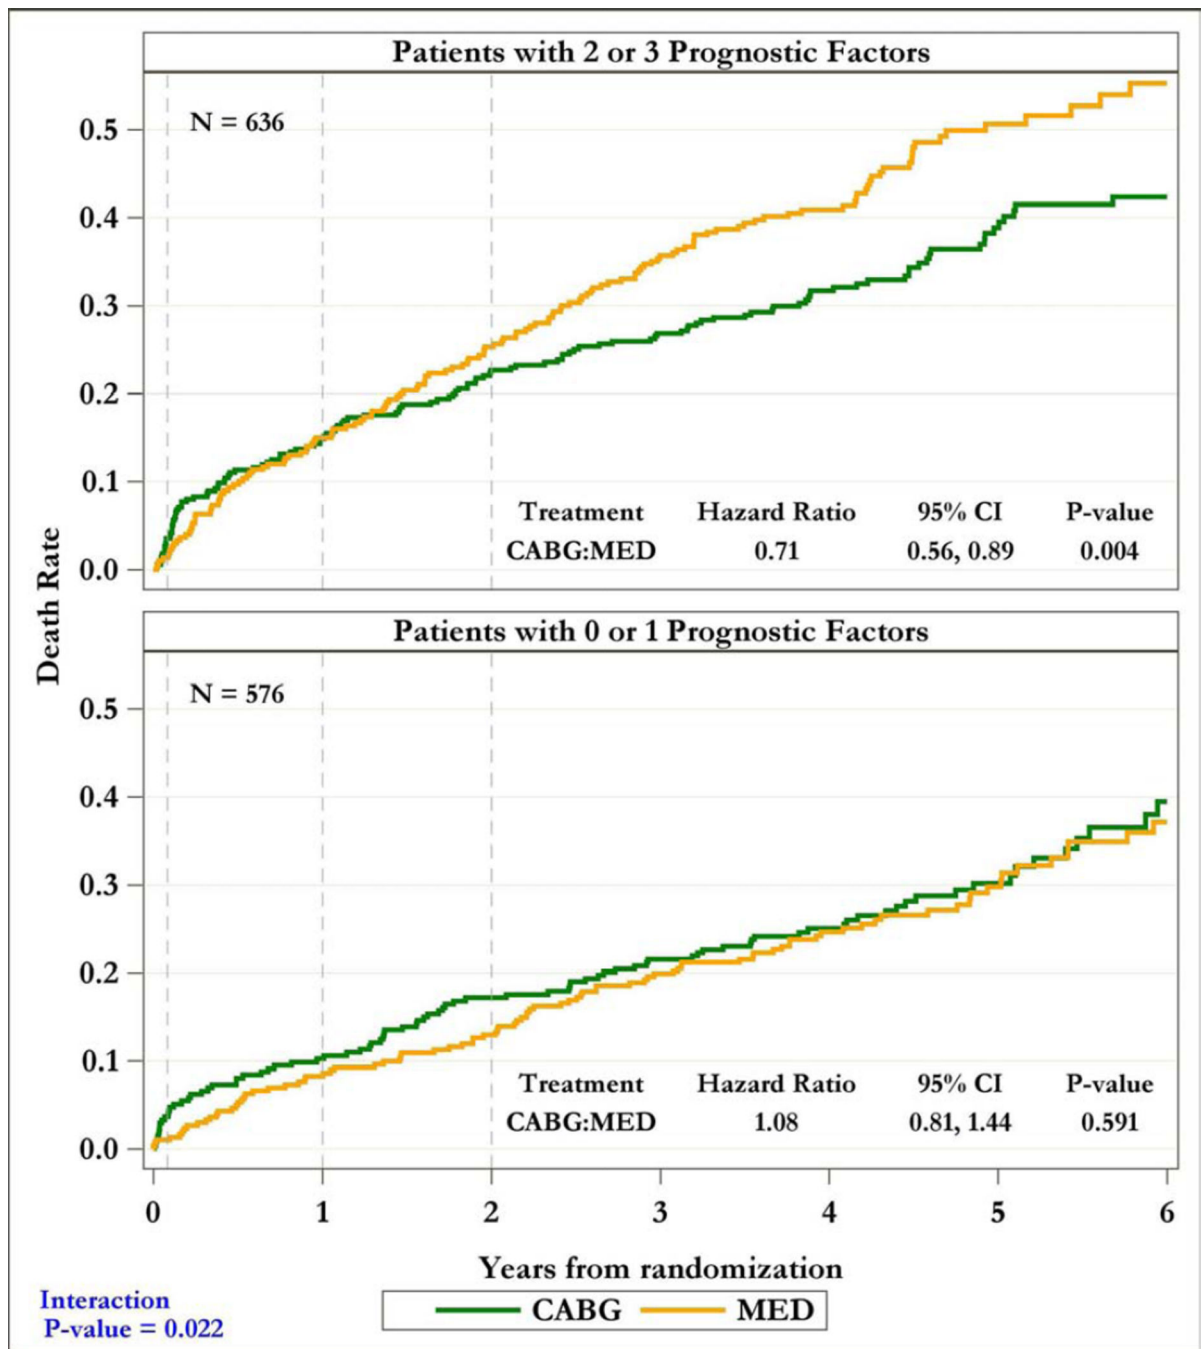 Patients with 2 or 3 Prognostic Factors
N = 636
0.5
0.4
0.3
0.2
0.1
0.0
Treatment Hazard Ratio 95% CI P-value
CABG:MED 0.71 0.56, 0.89 0.004
Death Rate
Patients with 0 or 1 Prognostic Factors
N = 576
0.5
0.4
0.3
0.2
0.1
0.0
Treatment Hazard Ratio 95% CI P-value
CABG:MED 1.08 0.81, 1.44 0.591
0 1 2 3 4 5 6
Years from randomization
CABG MED
Interaction
P-value = 0.022